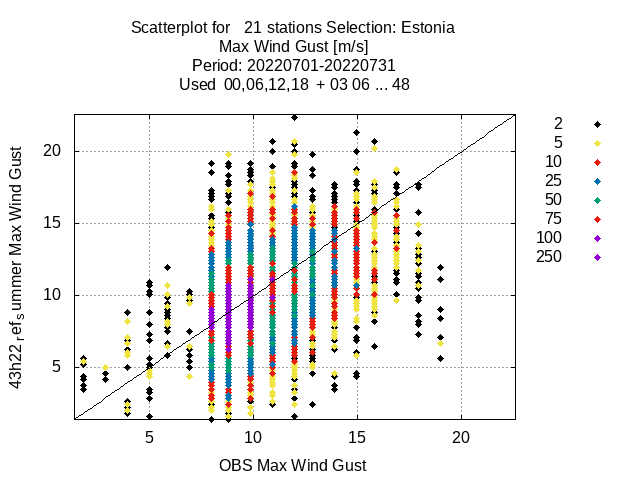 Scatterplot for 21 stations Selection: Estonia
Max Wind Gust [m/s]
Period: 20220701-20220731
Used 00,06,12,18 + 03 06 ... 48
43h22_ref_summer Max Wind Gust
20
15
10
5
5
10
15
20
OBS Max Wind Gust
2
5
10
25
50
75
100
250